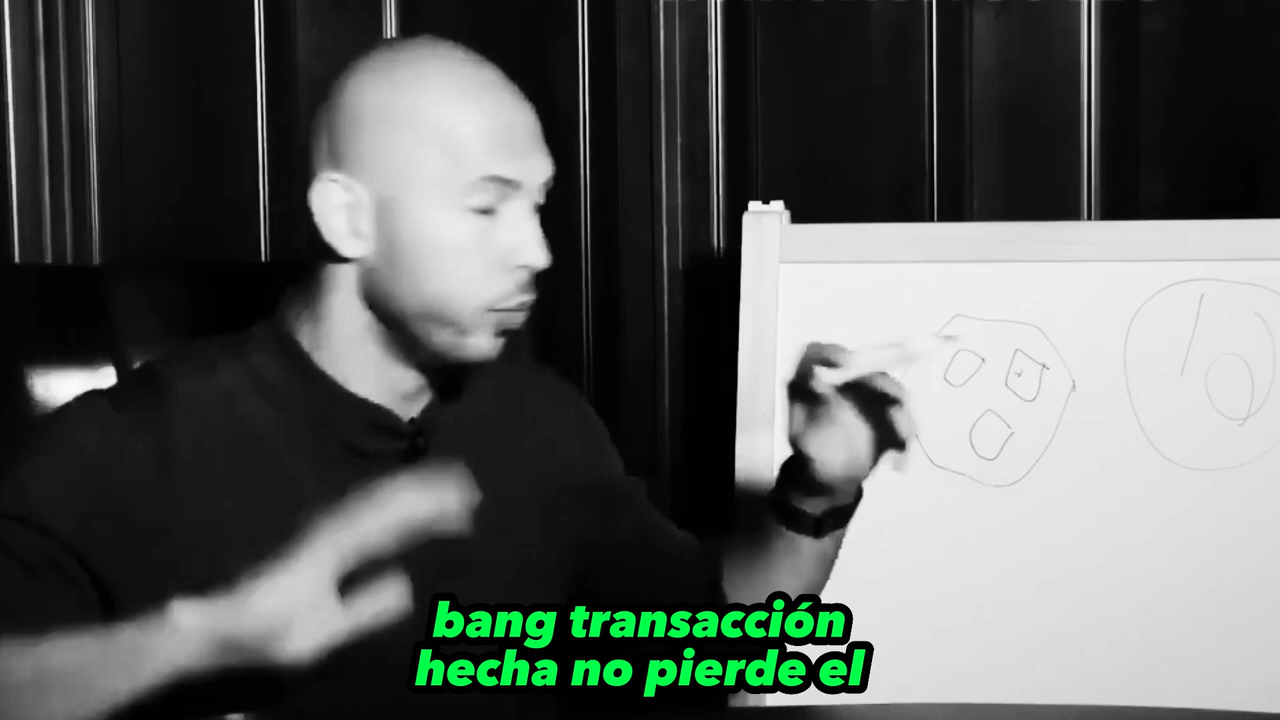 bang transacción
hecha no pierde el